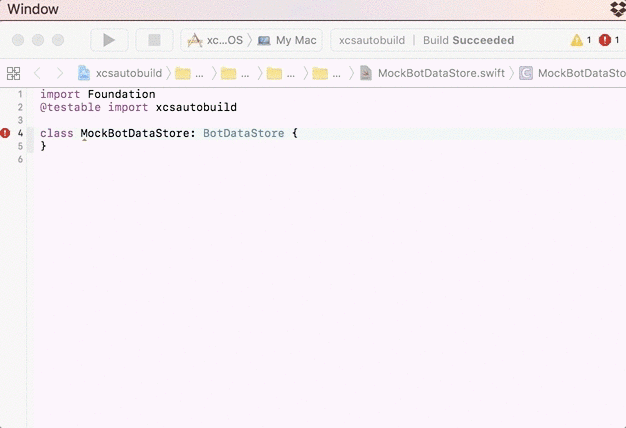 Window
xc...OS 〉 My Mac
xcsautobuild | Build Succeeded
1
1
xcsautobuild 〉 ... 〉 ... 〉 ... 〉 ... 〉 MockBotDataStore.swift 〉 MockBotDataSto
1 import Foundation
2 @testable import xcsautobuild
3
4 class MockBotDataStore: BotDataStore {
5 }
6